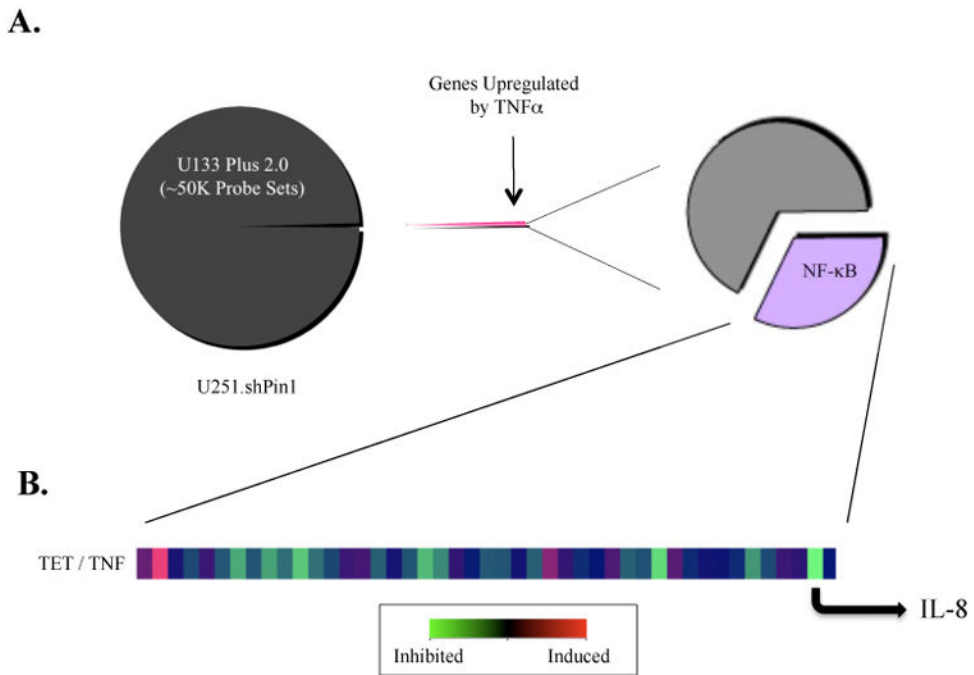 A.
Genes Upregulated
by TNFα
U133 Plus 2.0
(~50K Probe Sets)
NF-κB
U251.shPin1
B.
TET / TNF
IL-8
Inhibited
Induced